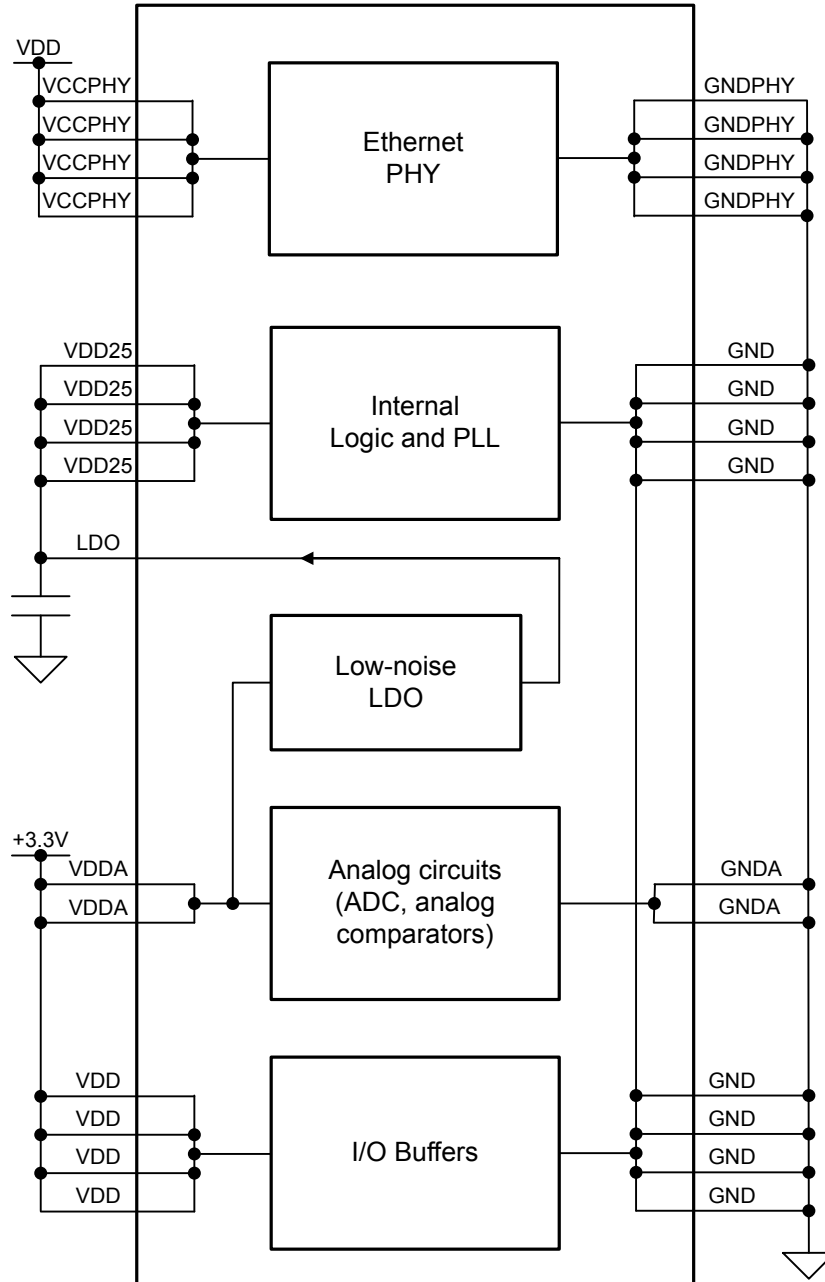 VDD
VCCPHY
VCCPHY
VCCPHY
VCCPHY
Ethernet
PHY
GNDPHY
GNDPHY
GNDPHY
GNDPHY
VDD25
VDD25
VDD25
VDD25
Internal
Logic and PLL
GND
GND
GND
GND
LDO
Low-noise
LDO
+3.3V
VDDA
VDDA
Analog circuits
(ADC, analog
comparators)
GNDA
GNDA
VDD
VDD
VDD
VDD
I/O Buffers
GND
GND
GND
GND